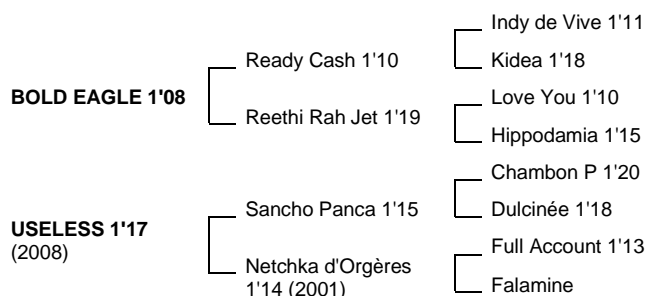 Indy de Vive 1'11
Ready Cash 1'10
Kidea 1'18
BOLD EAGLE 1'08
Love You 1'10
Reethi Rah Jet 1'19
Hippodamia 1'15
Chambon P 1'20
Sancho Panca 1'15
Dulcinée 1'18
USELESS 1'17
(2008)
Full Account 1'13
Netchka d'Orgères
1'14 (2001)
Falamine